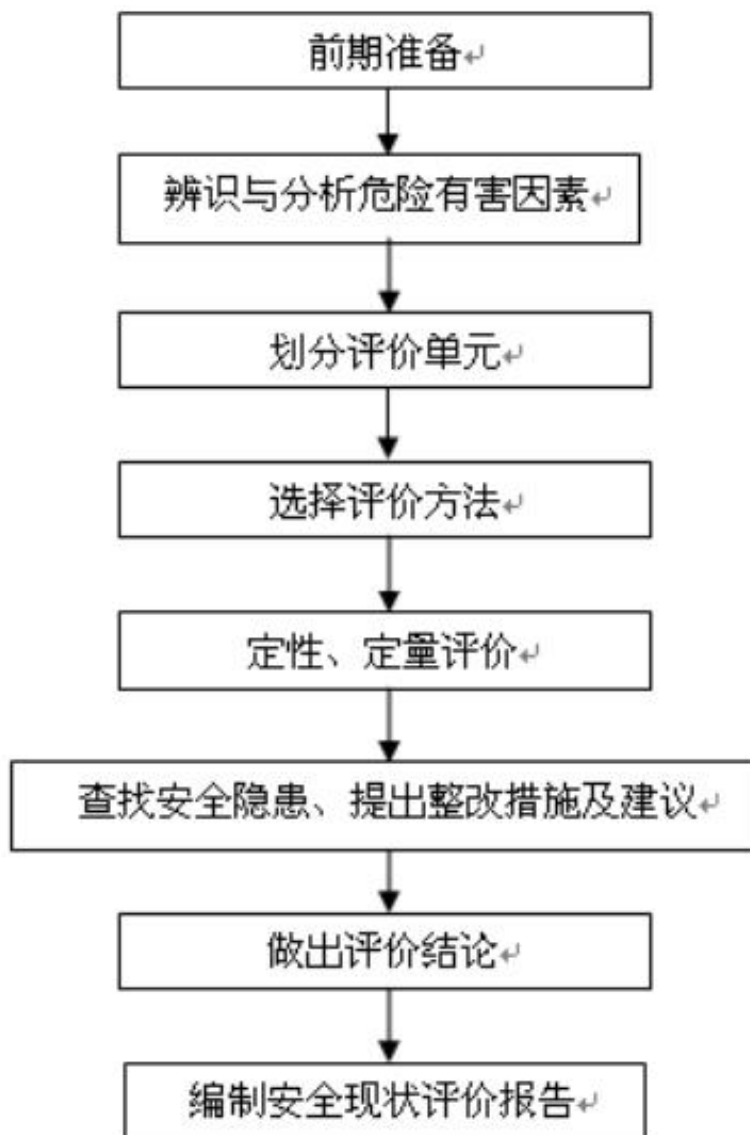 前期准备
辨识与分析危险有害因素
划分评价单元
选择评价方法
定性、定量评价
查找安全隐患、提出整改措施及建议
做出评价结论
编制安全现状评价报告